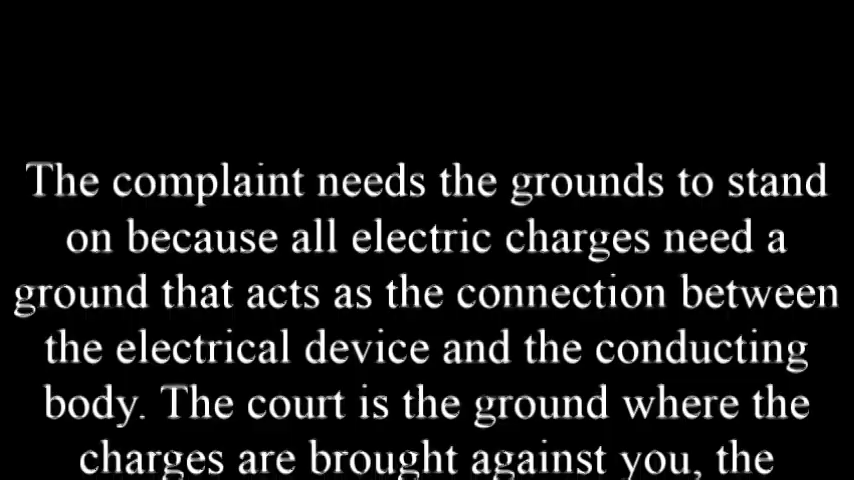 The complaint needs the grounds to stand
on because all electric charges need a
ground that acts as the connection between
the electrical device and the conducting
body. The court is the ground where the
charges are brought against you, the